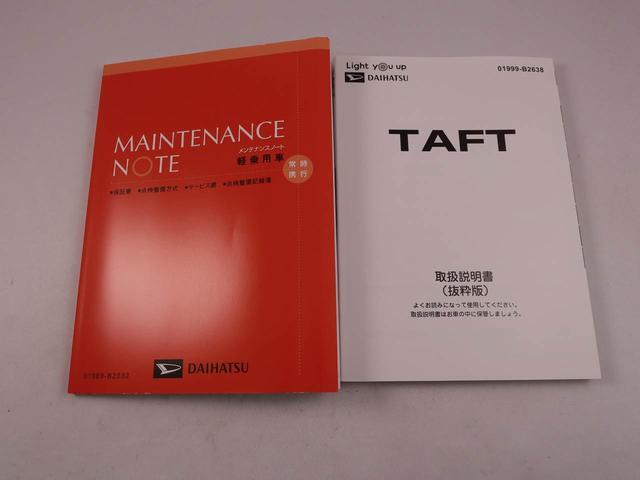 MAINTENANCE
NOTE
メンテナンスノート
軽乗用車
常時
携行
●保証書 ●点検整備方式 ●サービス網 ●点検整備記録簿
DAIHATSU
01999-B2032
Light you up
DAIHATSU
01999-B2638
TAFT
取扱説明書
（抜粋版）
よくお読みになって使用してください。
取扱説明書はお車の中に保管しましょう。